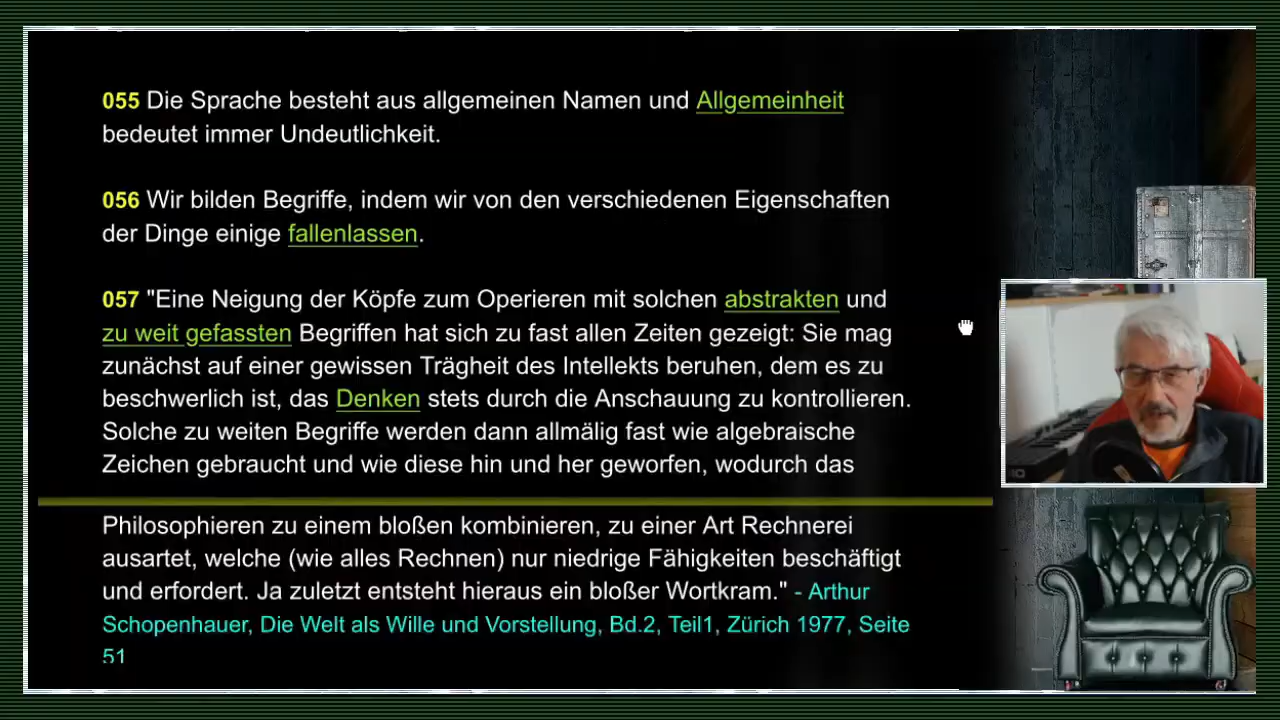 055 Die Sprache besteht aus allgemeinen Namen und Allgemeinheit
bedeutet immer Undeutlichkeit.
056 Wir bilden Begriffe, indem wir von den verschiedenen Eigenschaften
der Dinge einige fallenlassen.
057 "Eine Neigung der Köpfe zum Operieren mit solchen abstrakten und
zu weit gefassten Begriffen hat sich zu fast allen Zeiten gezeigt: Sie mag
zunächst auf einer gewissen Trägheit des Intellekts beruhen, dem es zu
beschwerlich ist, das Denken stets durch die Anschauung zu kontrollieren.
Solche zu weiten Begriffe werden dann allmälig fast wie algebraische
Zeichen gebraucht und wie diese hin und her geworfen, wodurch das
Philosophieren zu einem bloßen kombinieren, zu einer Art Rechnerei
ausartet, welche (wie alles Rechnen) nur niedrige Fähigkeiten beschäftigt
und erfordert. Ja zuletzt entsteht hieraus ein bloßer Wortkram." - Arthur
Schopenhauer, Die Welt als Wille und Vorstellung, Bd.2, Teil1, Zürich 1977, Seite
51